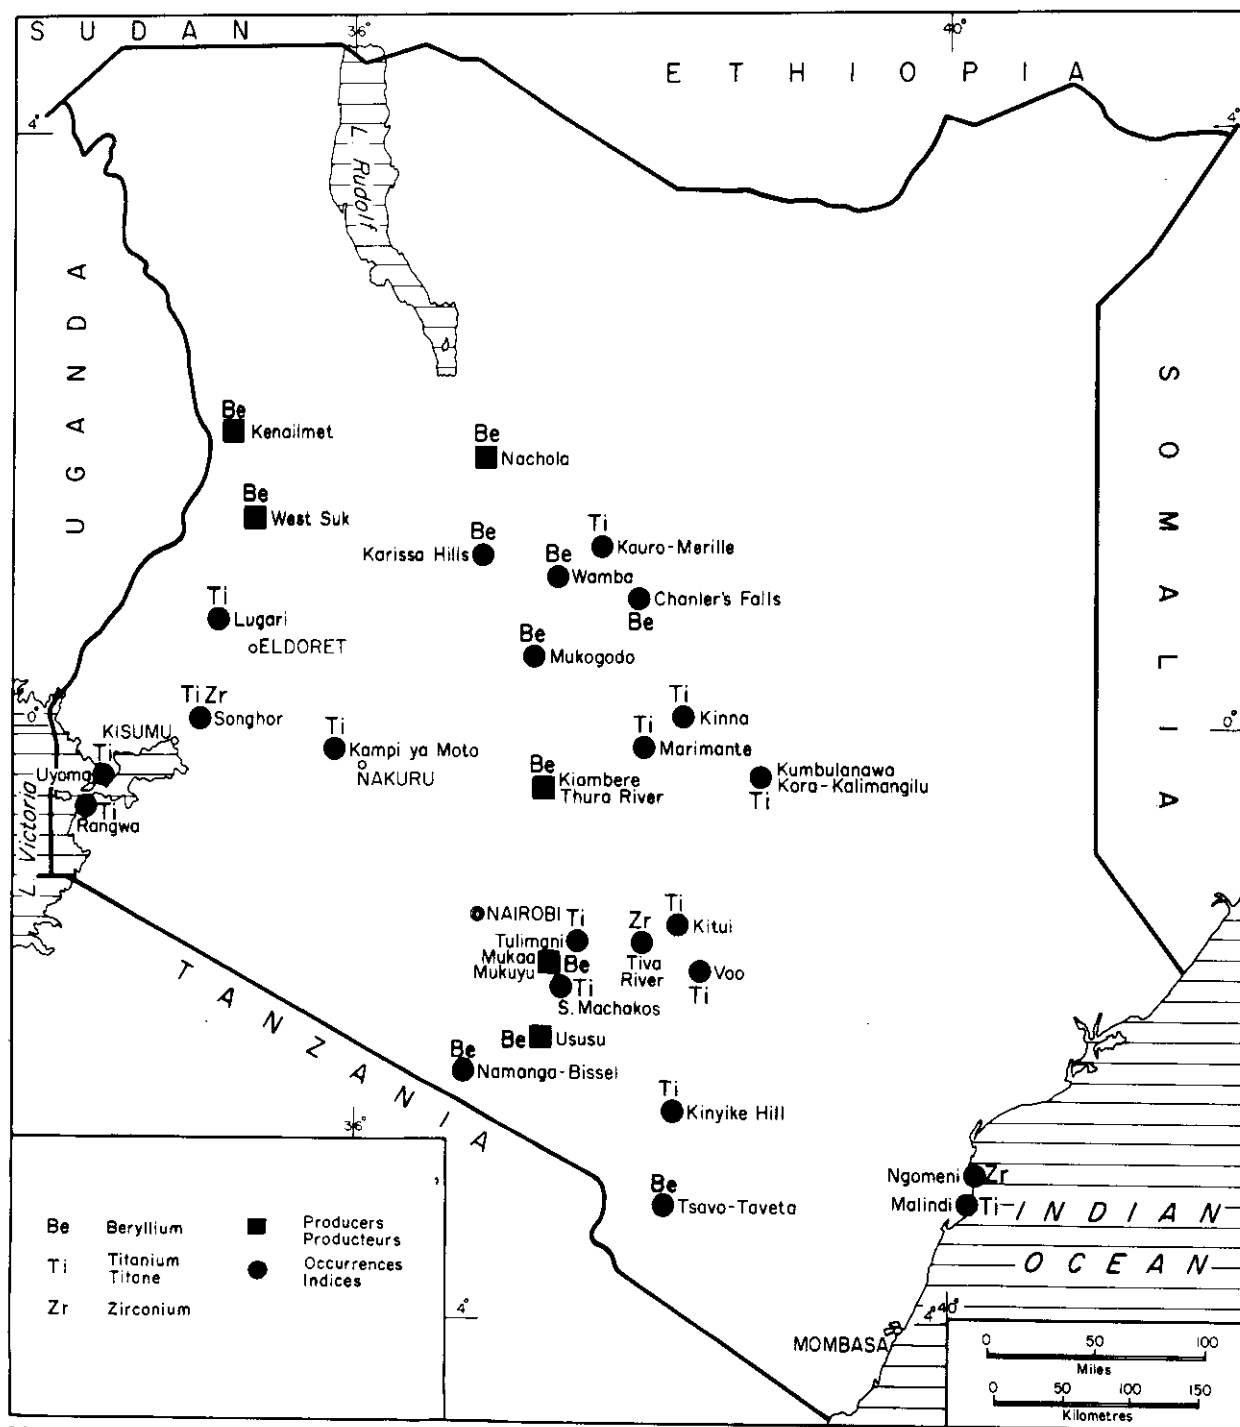 SUDAN
36°
40°
ETHIOPIA
4°
4°
L. Rudolf
UGANDA
SOMALIA
Be
Kenailmet
Be
Nachola
Be
West Suk
Be
Karissa Hills
Ti
Kauro-Merille
Be
Wamba
Chanler's Falls
Be
Ti
Lugari
ELDORET
Be
Mukogodo
Ti Zr
Songhor
0°
0°
KISUMU
Ti
Kampi ya Moto
NAKURU
Ti
Kinna
Ti
Marimante
Ti
Uyoma
Ti
Rangwa
L. Victoria
Be
Kiambere
Thura River
Kumbulanawa
Kora-Kalimangilu
Ti
NAIROBI
Ti
Tulimani
Mukaa
Mukuyu
Be
Ti
S. Machakos
Zr
Tiva
River
Ti
Kitui
Voo
Ti
TANZANIA
Be
Ususu
Be
Namanga-Bissel
Ti
Kinyike Hill
36°
Be
Tsavo-Taveta
Ngomeni
Zr
Malindi
Ti
INDIAN
OCEAN
Be Beryllium
Ti Titanium
Titane
Zr Zirconium
Producers
Producteurs
Occurrences
Indices
4°
4°
40°
MOMBASA
0 50 100
Miles
0 50 100 150
Kilometres